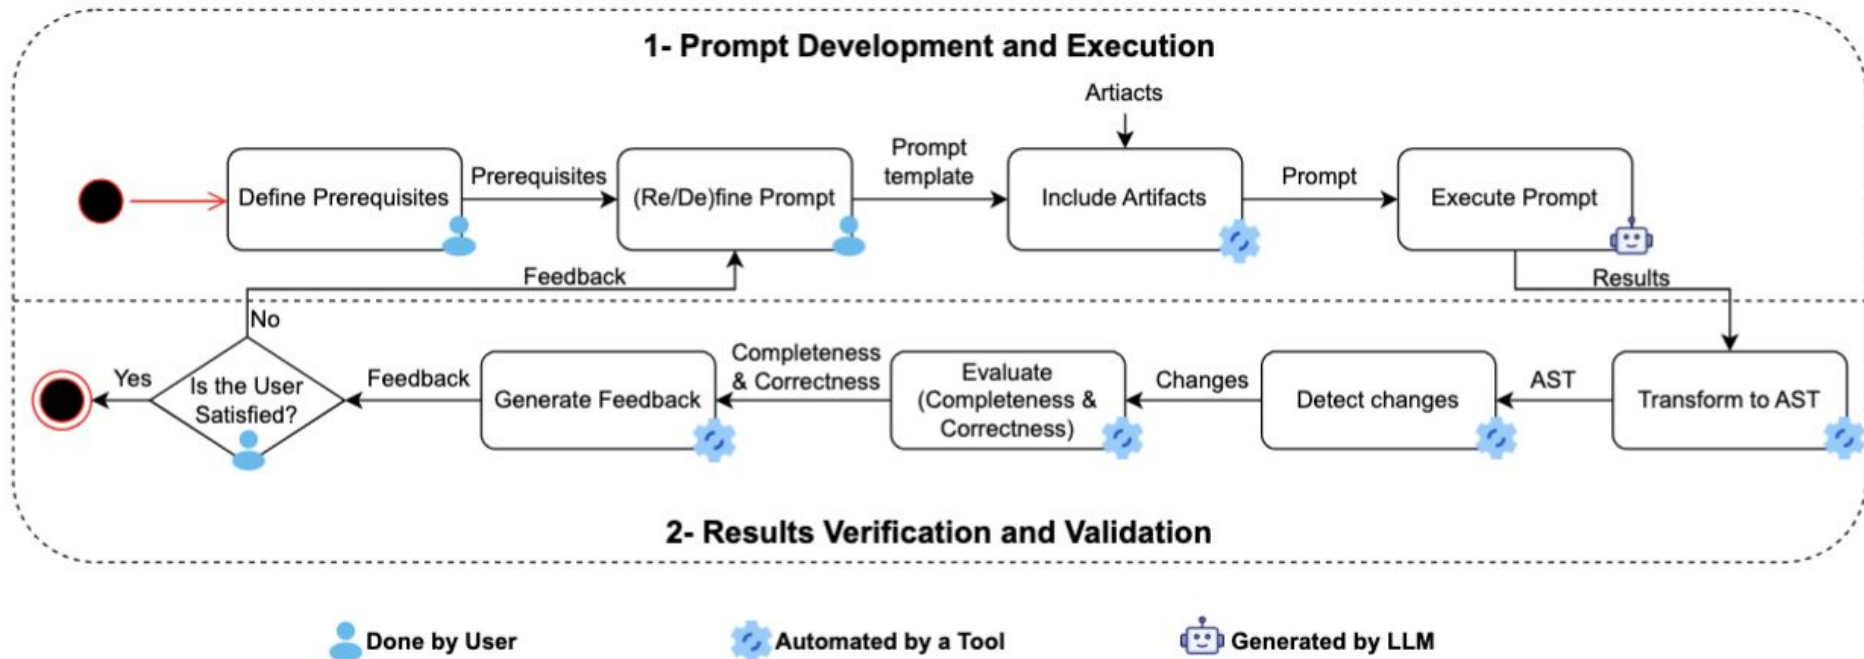 1- Prompt Development and Execution
Artiacts
Define Prerequisites
Prerequisites
(Re/De)fine Prompt
Prompt
template
Include Artifacts
Prompt
Execute Prompt
Feedback
Results
No
Yes
Is the User
Satisfied?
Feedback
Generate Feedback
Completeness
& Correctness
Evaluate
(Completeness &
Correctness)
Changes
Detect changes
AST
Transform to AST
2- Results Verification and Validation
Done by User
Automated by a Tool
Generated by LLM